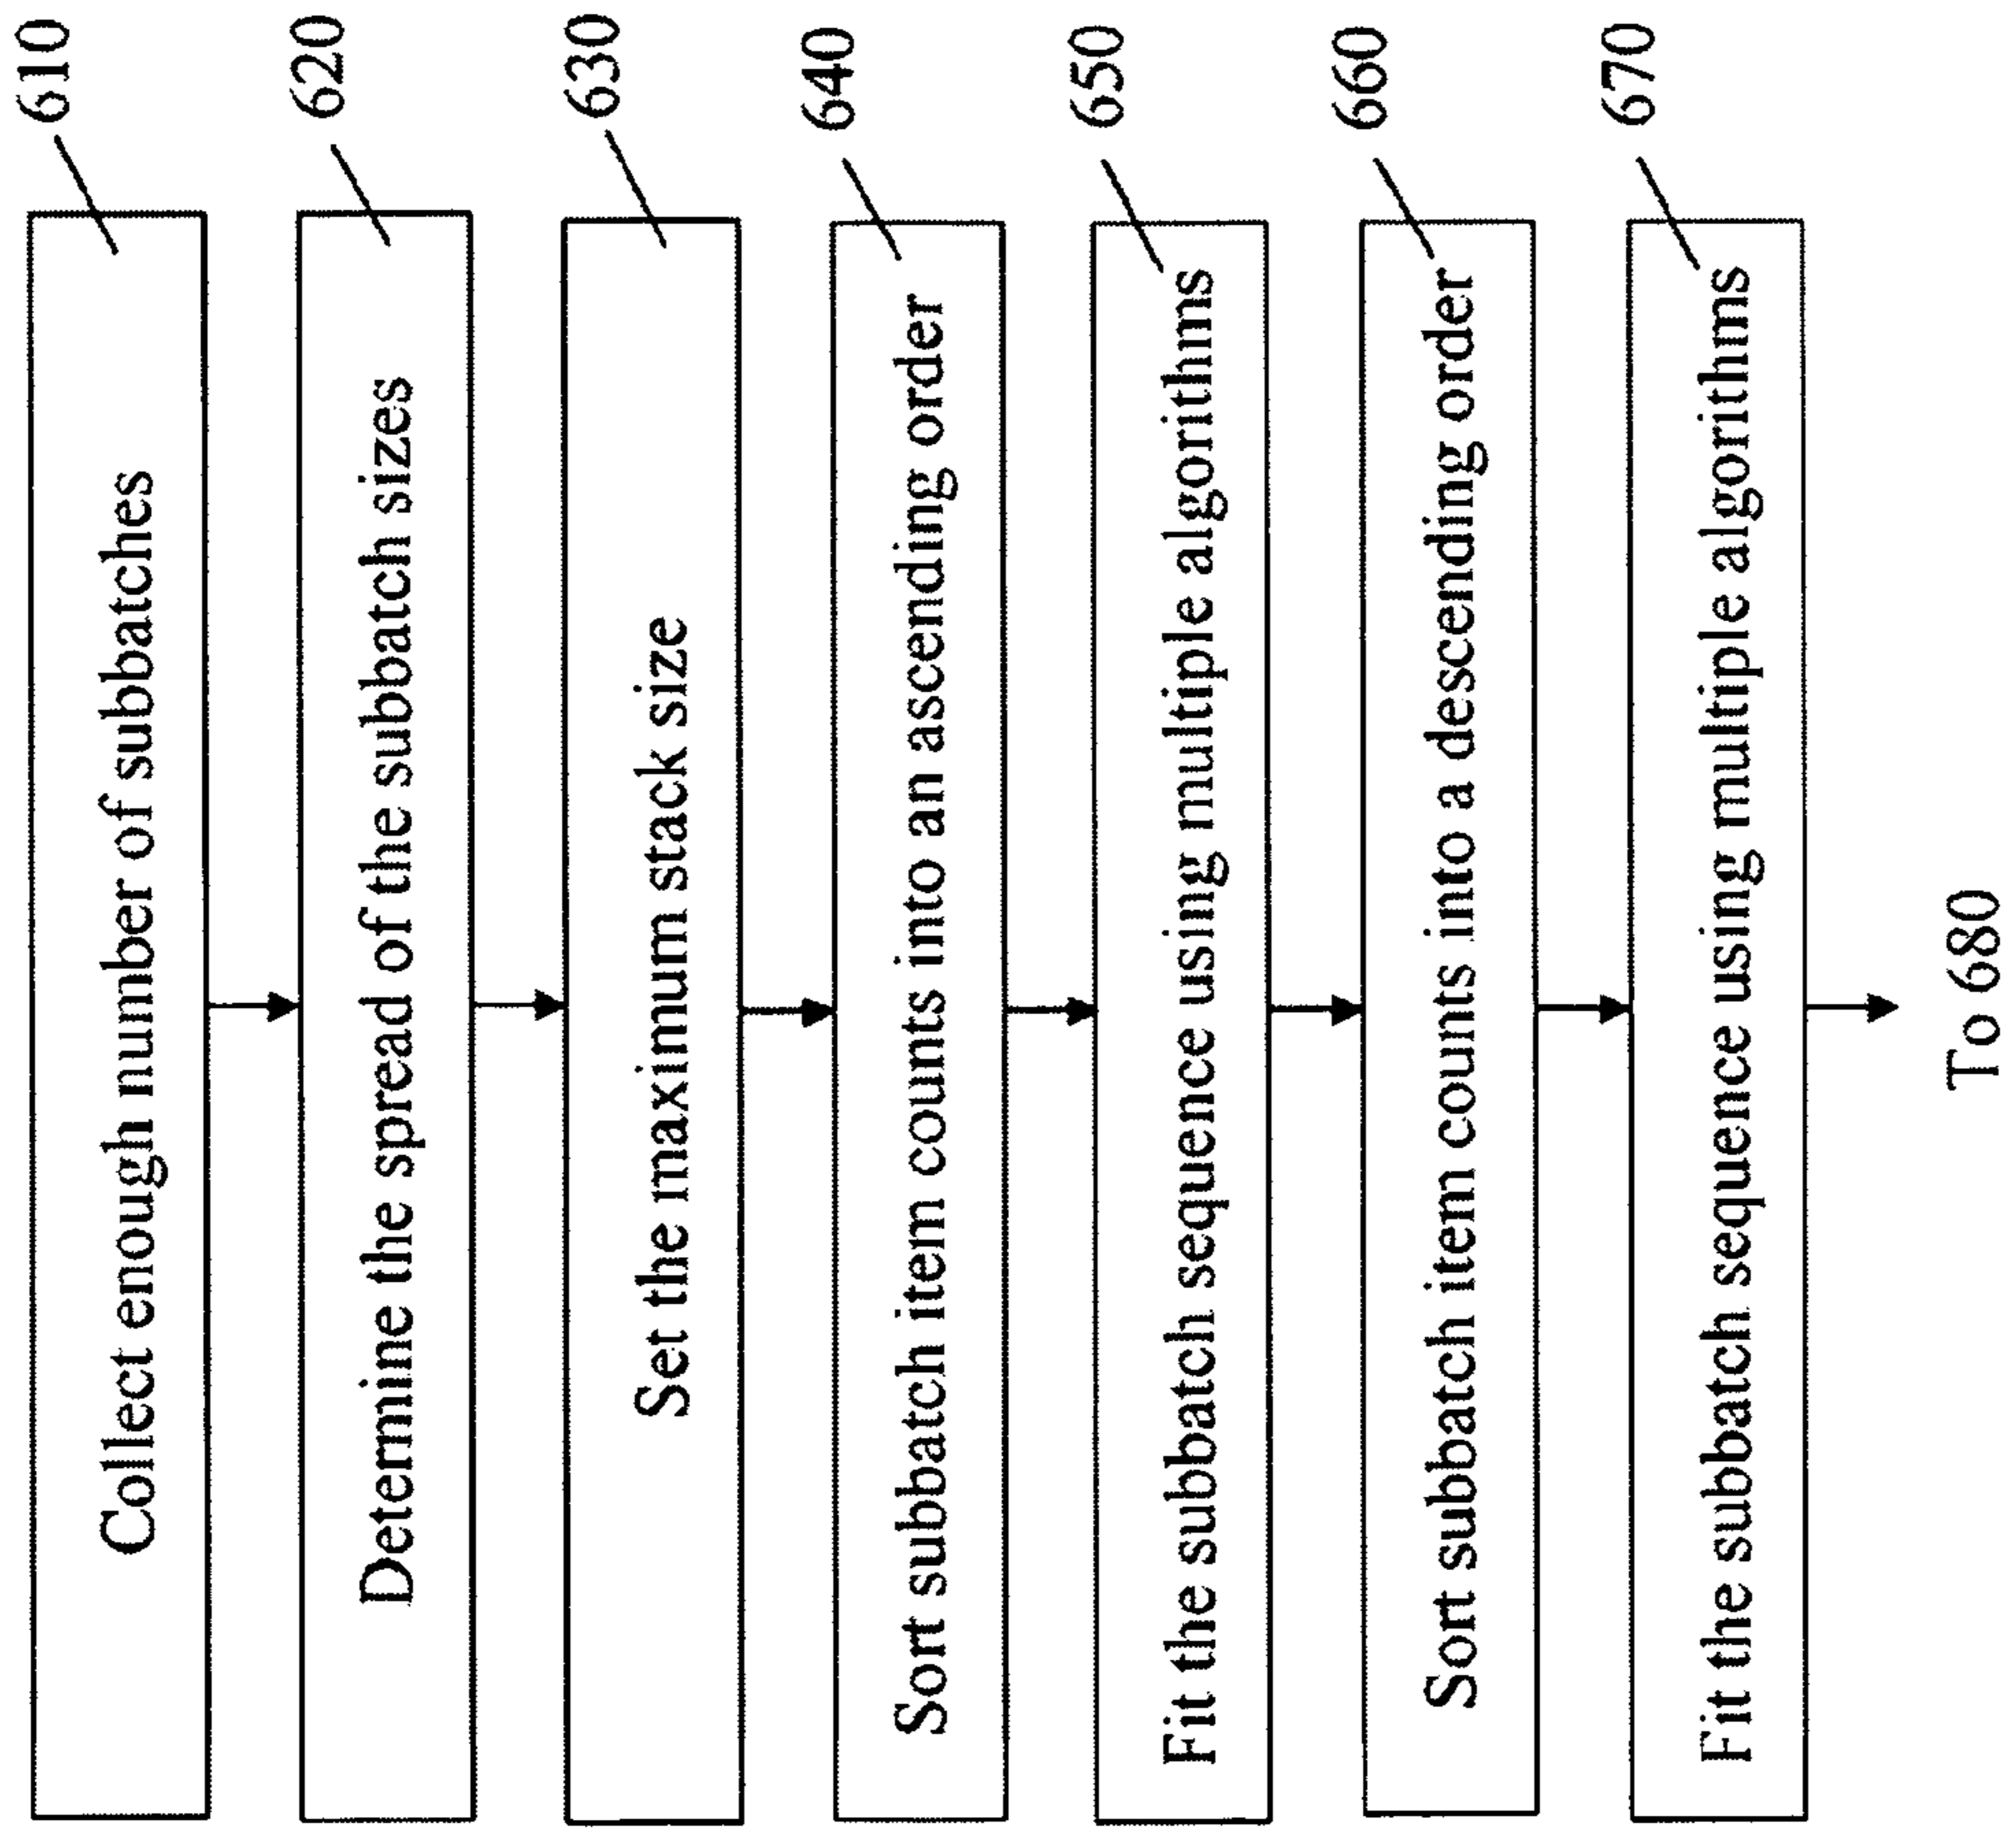 610
Collect enough number of subbatches
620
Determine the spread of the subbatch sizes
630
Set the maximum stack size
640
Sort subbatch item counts into an ascending order
650
Fit the subbatch sequence using multiple algorithms
660
Sort subbatch item counts into a descending order
670
Fit the subbatch sequence using multiple algorithms
To 680